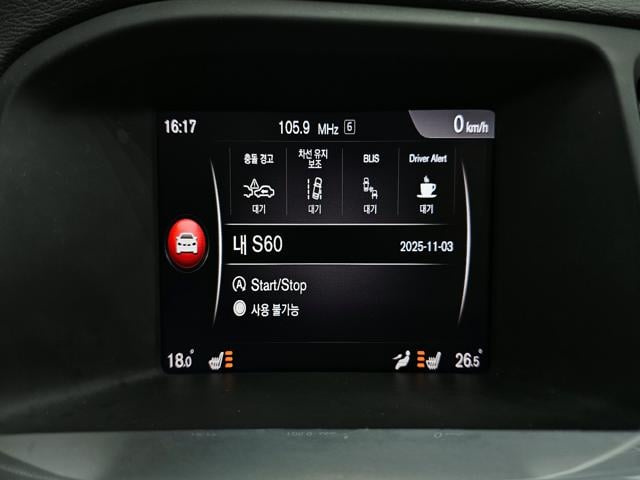 16:17 105.9 MHz 6 0 km/h
충돌 경고 차선 유지 보조 BLIS Driver Alert
대기 대기 대기 대기
내 S60 2025-11-03
Start/Stop
사용 불가능
18.0° 26.5°